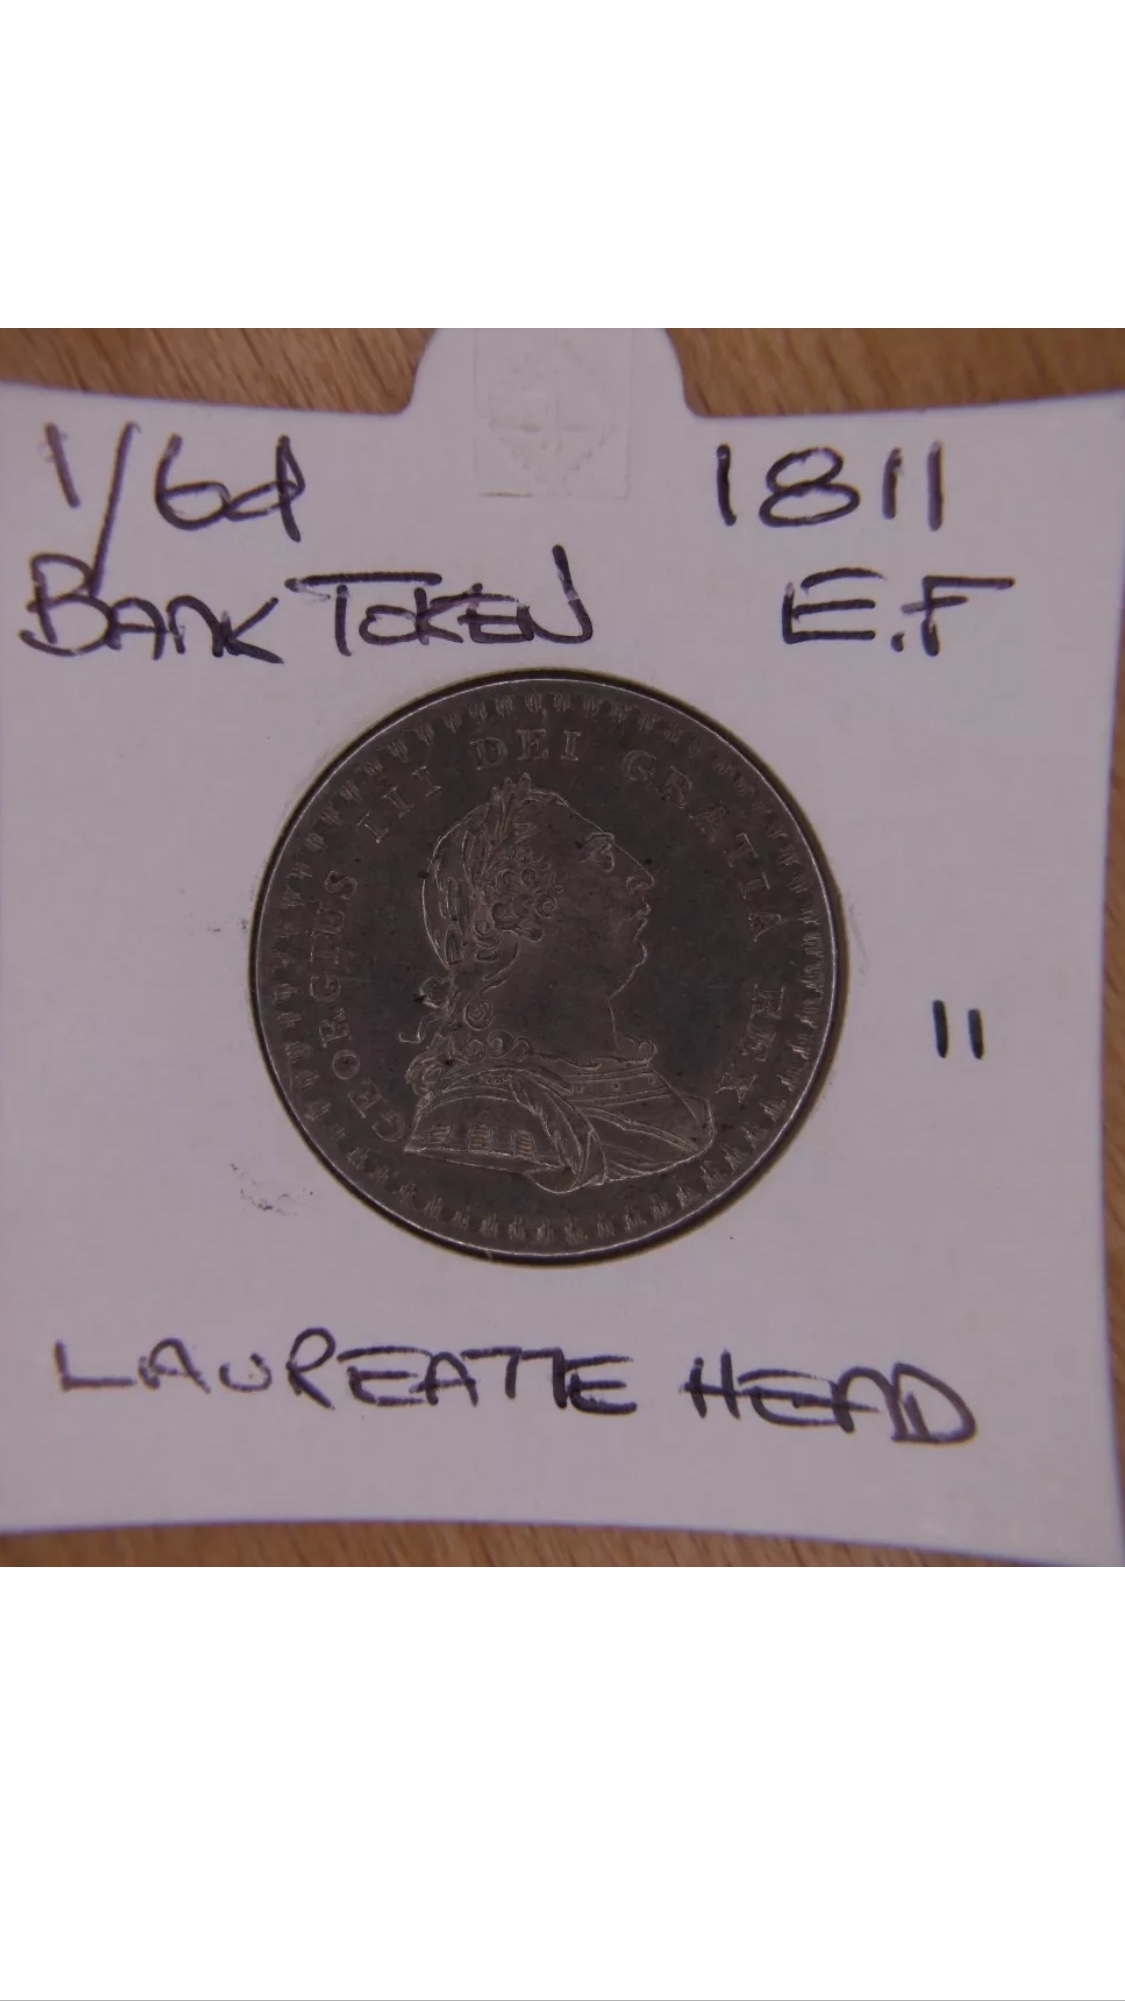 1/6d 1811
BANK TOKEN E.F
GEORGIUS III DEI GRATIA REX
11
LAUREATTE HEAD